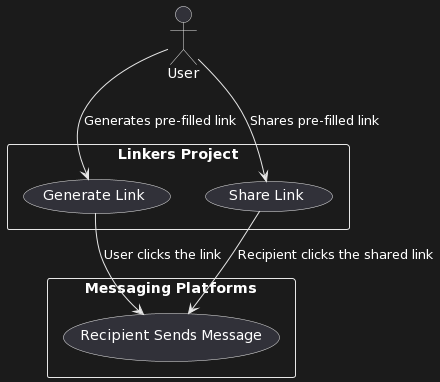 User
Generates pre-filled link
Shares pre-filled link
Linkers Project
Generate Link
Share Link
User clicks the link
Recipient clicks the shared link
Messaging Platforms
Recipient Sends Message